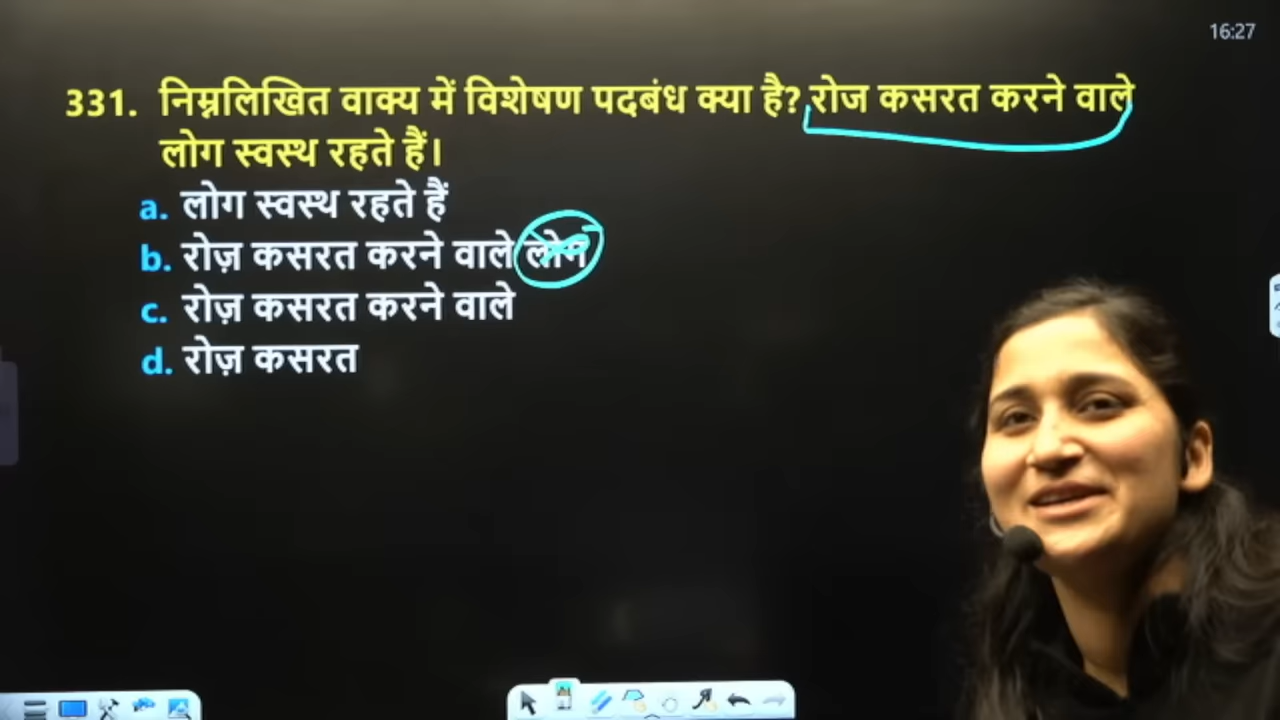 16:27
331. निम्नलिखित वाक्य में विशेषण पदबंध क्या है? रोज कसरत करने वाले
लोग स्वस्थ रहते हैं।
a. लोग स्वस्थ रहते हैं
b. रोज़ कसरत करने वाले लोग
c. रोज़ कसरत करने वाले
d. रोज़ कसरत